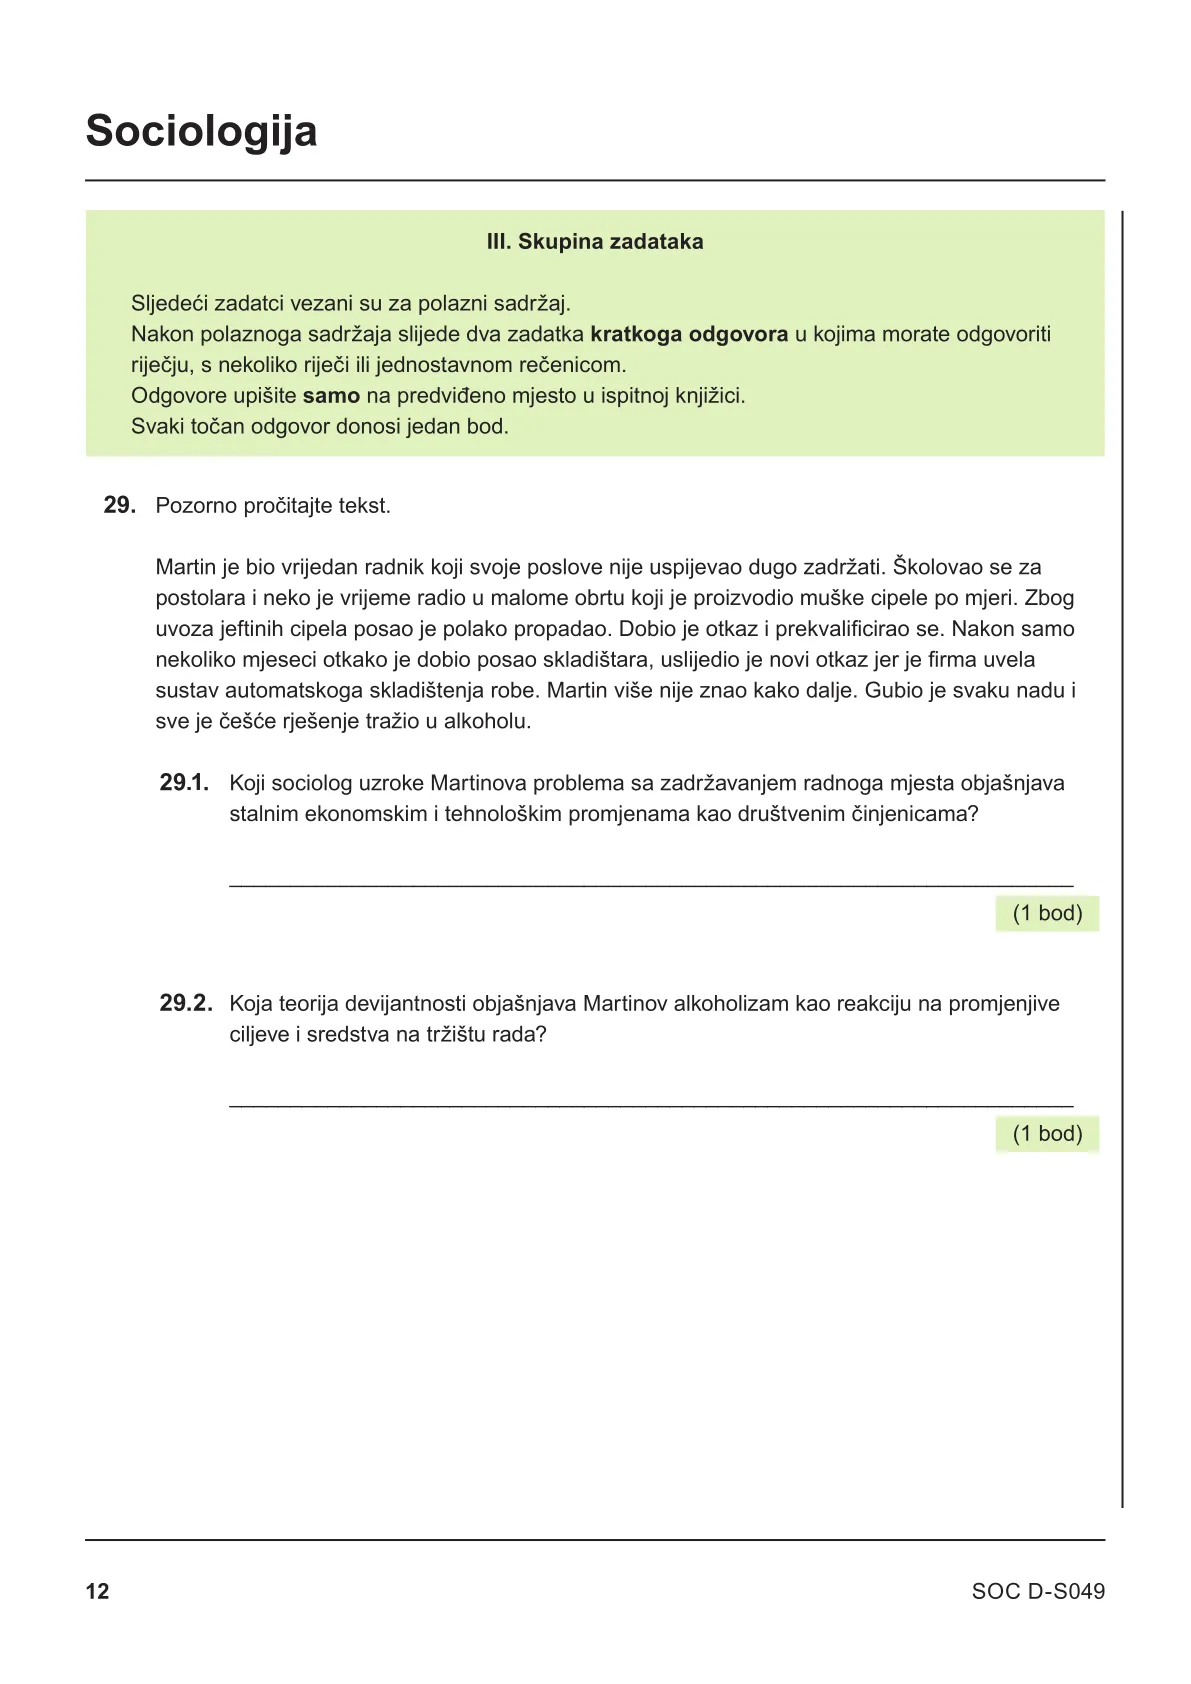 Sociologija
III. Skupina zadataka
Sljedeći zadatci vezani su za polazni sadržaj.
Nakon polaznoga sadržaja slijede dva zadatka kratkoga odgovora u kojima morate odgovoriti
riječju, s nekoliko riječi ili jednostavnom rečenicom.
Odgovore upišite samo na predviđeno mjesto u ispitnoj knjižici.
Svaki točan odgovor donosi jedan bod.
29. Pozorno pročitajte tekst.
Martin je bio vrijedan radnik koji svoje poslove nije uspijevao dugo zadržati. Školovao se za
postolara i neko je vrijeme radio u malome obrtu koji je proizvodio muške cipele po mjeri. Zbog
uvoza jeftinih cipela posao je polako propadao. Dobio je otkaz i prekvalificirao se. Nakon samo
nekoliko mjeseci otkako je dobio posao skladištara, uslijedio je novi otkaz jer je firma uvela
sustav automatskoga skladištenja robe. Martin više nije znao kako dalje. Gubio je svaku nadu i
sve je češće rješenje tražio u alkoholu.
29.1. Koji sociolog uzroke Martinova problema sa zadržavanjem radnoga mjesta objašnjava
stalnim ekonomskim i tehnološkim promjenama kao društvenim činjenicama?
(1 bod)
29.2. Koja teorija devijantnosti objašnjava Martinov alkoholizam kao reakciju na promjenjive
ciljeve i sredstva na tržištu rada?
(1 bod)
12
SOC D-S049